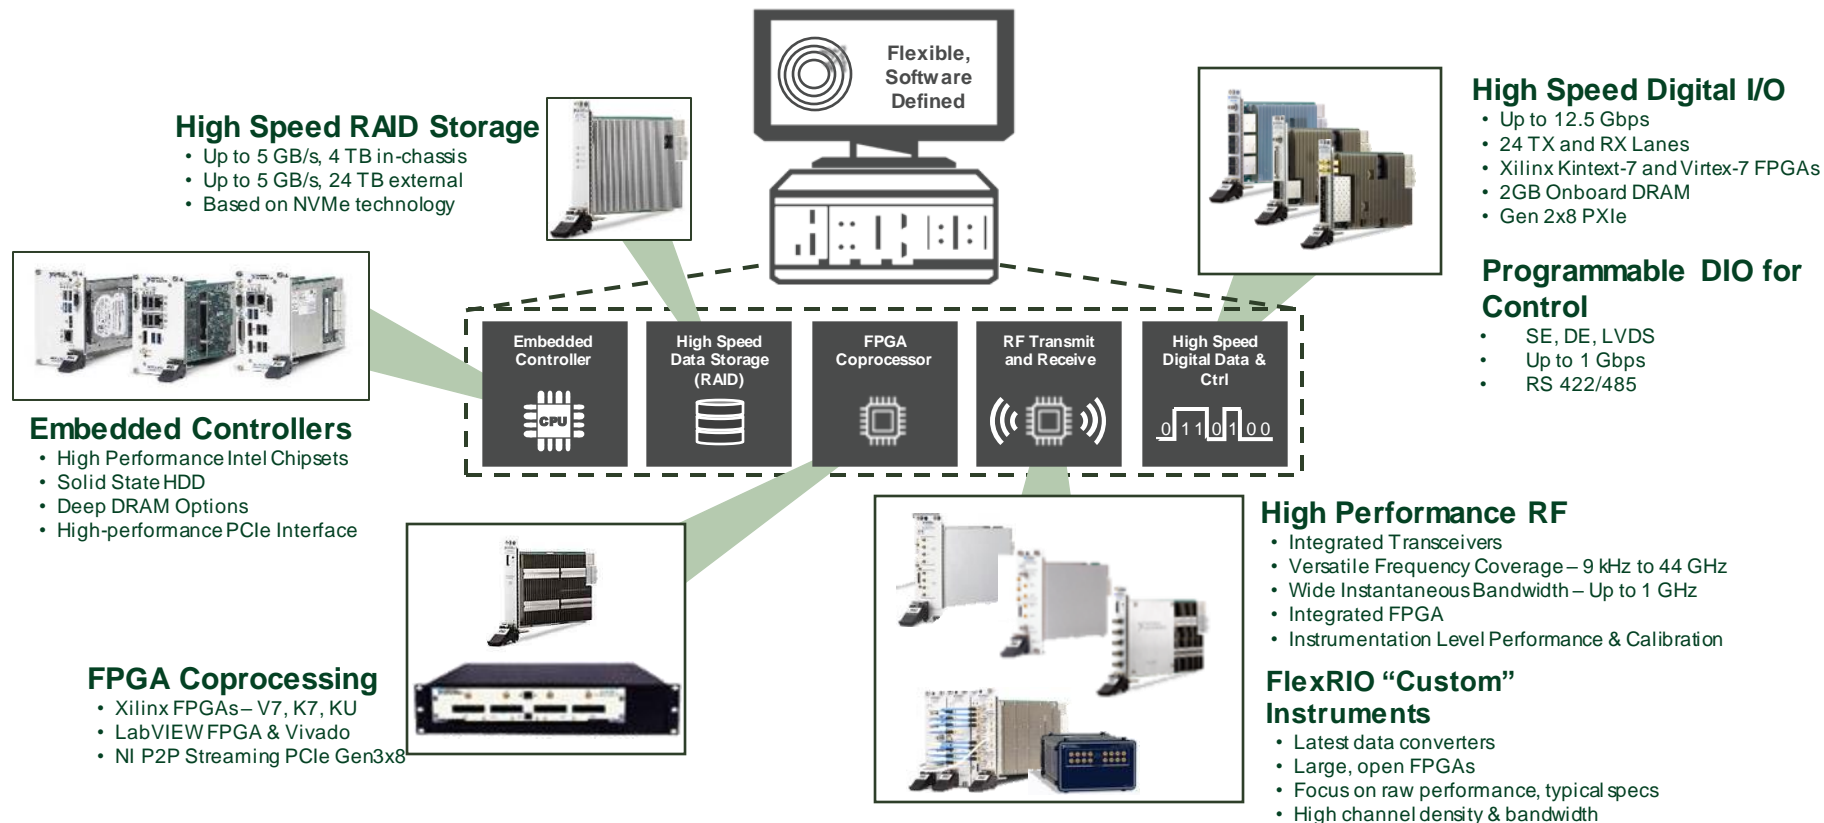 Flexible,
Software
Defined
High Speed RAID Storage
• Up to 5 GB/s, 4 TB in-chassis
• Up to 5 GB/s, 24 TB external
• Based on NVMe technology
High Speed Digital I/O
• Up to 12.5 Gbps
• 24 TX and RX Lanes
• Xilinx Kintext-7 and Virtex-7 FPGAs
• 2GB Onboard DRAM
• Gen 2x8 PXIe
Programmable DIO for
Control
• SE, DE, LVDS
• Up to 1 Gbps
• RS 422/485
Embedded
Controller
CPU
High Speed
Data Storage
(RAID)
FPGA
Coprocessor
RF Transmit
and Receive
High Speed
Digital Data &
Ctrl
0 1 1 0 1 0 0
Embedded Controllers
• High Performance Intel Chipsets
• Solid State HDD
• Deep DRAM Options
• High-performance PCIe Interface
High Performance RF
• Integrated Transceivers
• Versatile Frequency Coverage – 9 kHz to 44 GHz
• Wide Instantaneous Bandwidth – Up to 1 GHz
• Integrated FPGA
• Instrumentation Level Performance & Calibration
FPGA Coprocessing
• Xilinx FPGAs – V7, K7, KU
• LabVIEW FPGA & Vivado
• NI P2P Streaming PCIe Gen3x8
FlexRIO “Custom”
Instruments
• Latest data converters
• Large, open FPGAs
• Focus on raw performance, typical specs
• High channel density & bandwidth